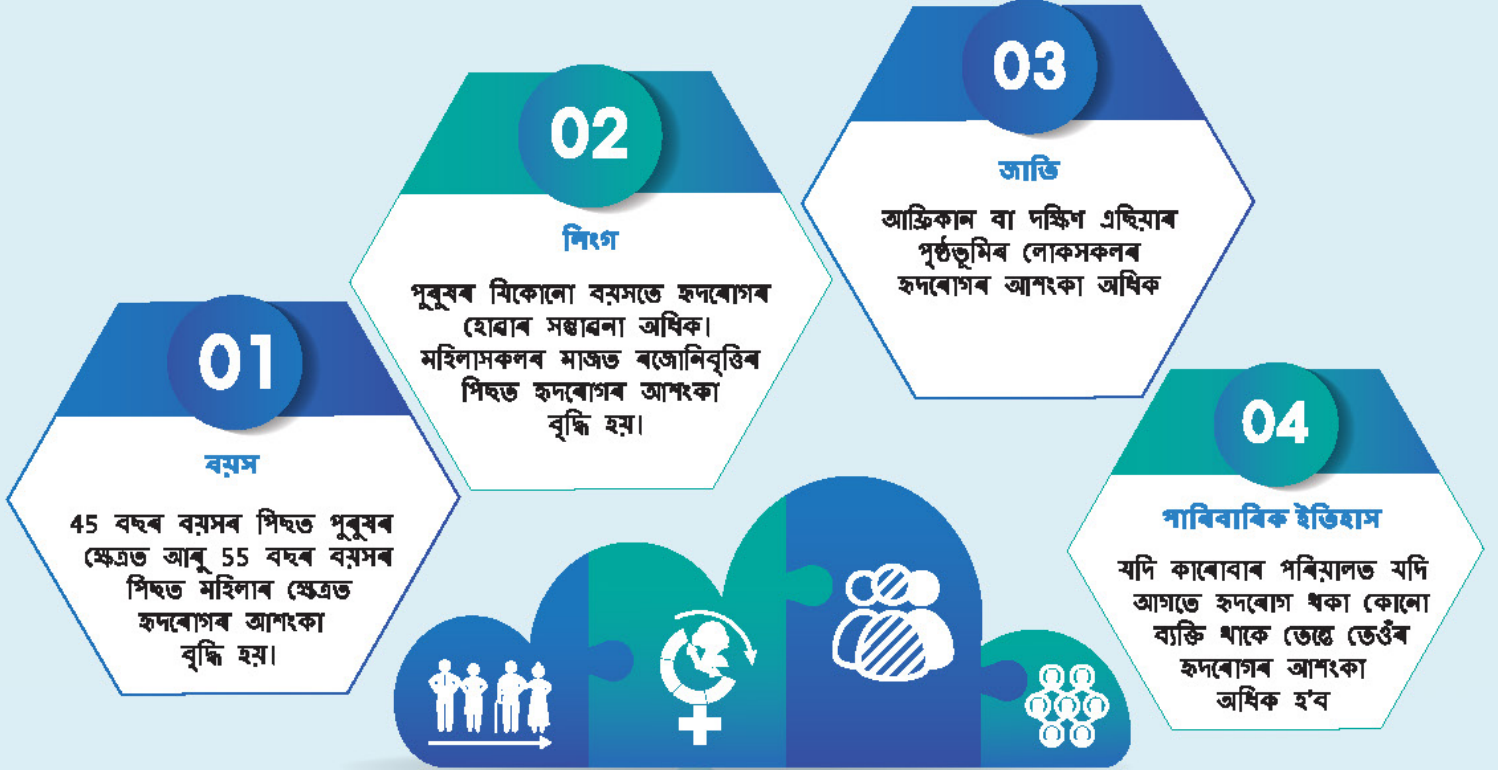 01
বয়স
45 বছৰ বয়সৰ পিছত পুৰুষৰ
ক্ষেত্ৰত আৰু 55 বছৰ বয়সৰ
পিছত মহিলাৰ ক্ষেত্ৰত
হৃদৰোগৰ আশংকা
বৃদ্ধি হয়।
02
লিংগ
পুৰুষৰ যিকোনো বয়সতে হৃদৰোগৰ
হোৱাৰ সম্ভাৱনা অধিক।
মহিলাসকলৰ মাজত ৰজোনিবৃত্তিৰ
পিছত হৃদৰোগৰ আশংকা
বৃদ্ধি হয়।
03
জাতি
আফ্ৰিকান বা দক্ষিণ এছিয়াৰ
পৃষ্ঠভূমিৰ লোকসকলৰ
হৃদৰোগৰ আশংকা অধিক
04
পাৰিবাৰিক ইতিহাস
যদি কাৰোবাৰ পৰিয়ালত যদি
আগতে হৃদৰোগ থকা কোনো
ব্যক্তি থাকে তেন্তে তেওঁৰ
হৃদৰোগৰ আশংকা
অধিক হ'ব